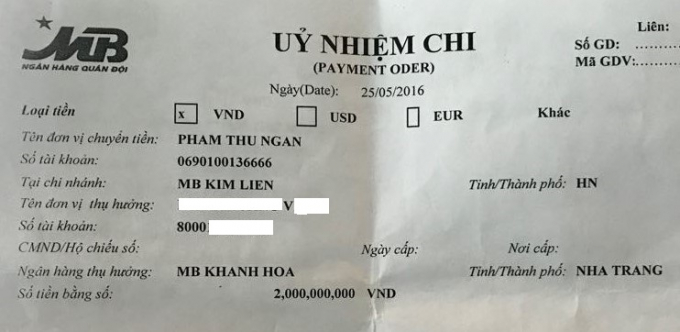 MB
NGÂN HÀNG QUÂN ĐỘI
UỶ NHIỆM CHI
(PAYMENT ODER)
Ngày(Date): 25/05/2016
Liên:
Số GD: ..........
Mã GDV:..........
Loại tiền x VND USD EUR Khác
Tên đơn vị chuyển tiền: PHAM THU NGAN
Số tài khoản: 0690100136666
Tại chi nhánh: MB KIM LIEN Tỉnh/Thành phố: HN
Tên đơn vị thụ hưởng: V
Số tài khoản: 8000
CMND/Hộ chiếu số: Ngày cấp: Nơi cấp:
Ngân hàng thụ hưởng: MB KHANH HOA Tỉnh/Thành phố: NHA TRANG
Số tiền bằng số: 2,000,000,000 VND